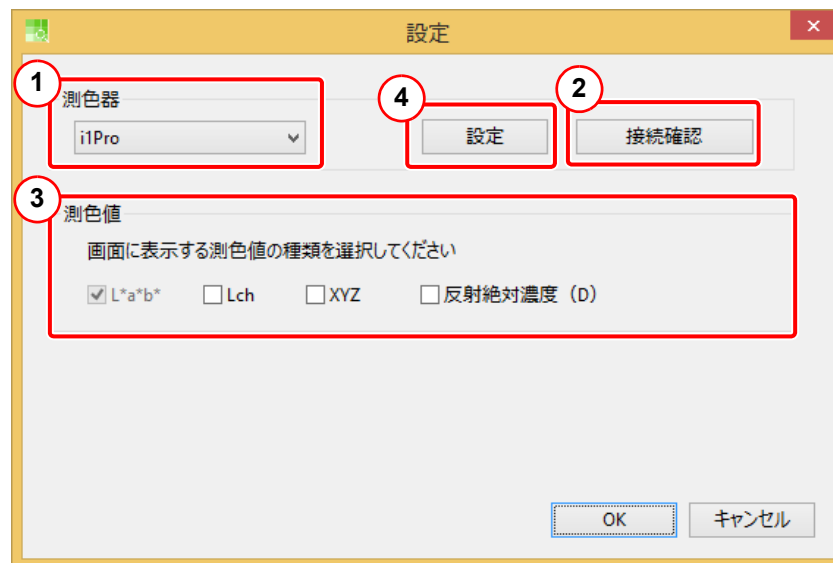 設定
1
測色器
i1Pro
4
設定
2
接続確認
3
測色値
画面に表示する測色値の種類を選択してください
L*a*b* Lch XYZ 反射絶対濃度（D）
OK キャンセル